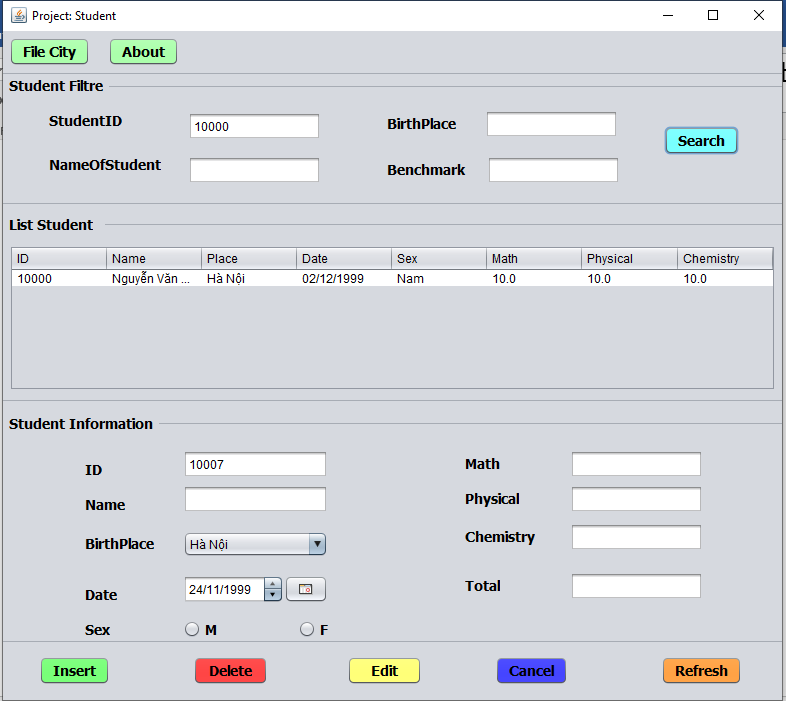 Project: Student
File City About
Student Filtre
StudentID 10000 BirthPlace
Search
NameOfStudent Benchmark
List Student
ID Name Place Date Sex Math Physical Chemistry
10000 Nguyễn Văn ... Hà Nội 02/12/1999 Nam 10.0 10.0 10.0
Student Information
ID 10007 Math
Name Physical
BirthPlace Hà Nội Chemistry
Date 24/11/1999 Total
Sex M F
Insert Delete Edit Cancel Refresh